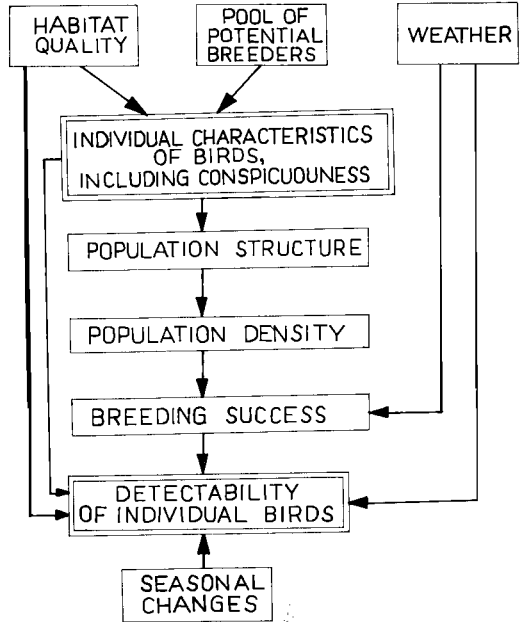 HABITAT
QUALITY
POOL OF
POTENTIAL
BREEDERS
WEATHER
INDIVIDUAL CHARACTERISTICS
OF BIRDS,
INCLUDING CONSPICUOUNESS
POPULATION STRUCTURE
POPULATION DENSITY
BREEDING SUCCESS
DETECTABILITY
OF INDIVIDUAL BIRDS
SEASONAL
CHANGES